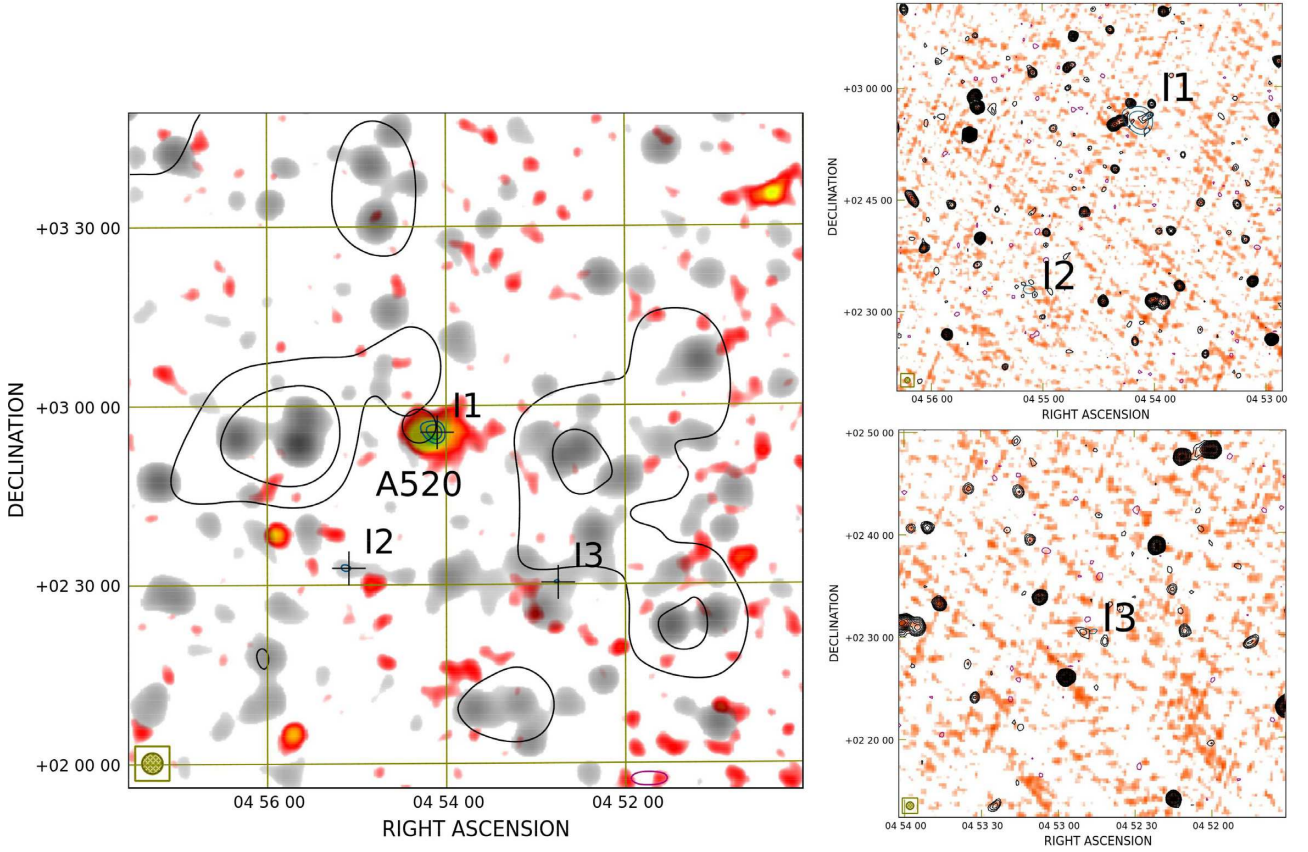 +03 30 00
+03 00 00
+02 30 00
+02 00 00
DECLINATION
I1
A520
I2
I3
04 56 00
04 54 00
04 52 00
RIGHT ASCENSION
I1
I2
+03 00 00
+02 45 00
+02 30 00
DECLINATION
04 56 00
04 55 00
04 54 00
04 53 00
RIGHT ASCENSION
+02 50 00
+02 40 00
+02 30 00
+02 20 00
DECLINATION
I3
04 54 00
04 53 30
04 53 00
04 52 30
04 52 00
RIGHT ASCENSION